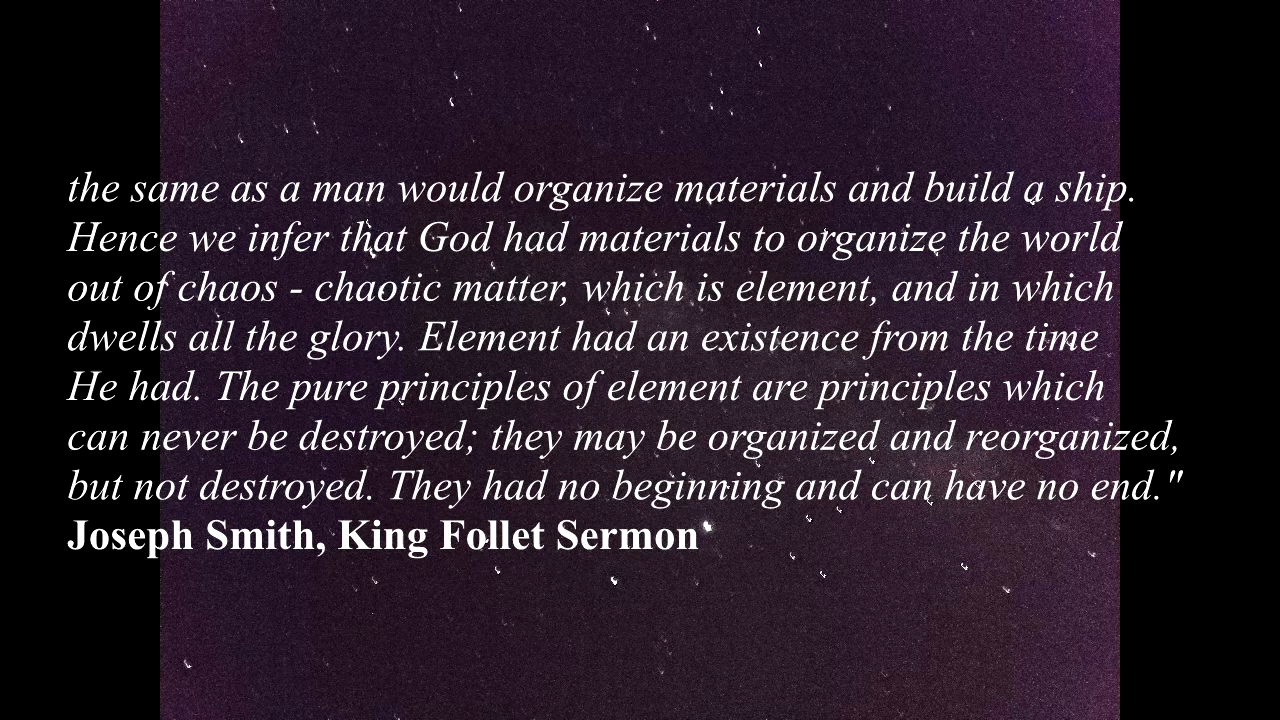 the same as a man would organize materials and build a ship.
Hence we infer that God had materials to organize the world
out of chaos - chaotic matter, which is element, and in which
dwells all the glory. Element had an existence from the time
He had. The pure principles of element are principles which
can never be destroyed; they may be organized and reorganized,
but not destroyed. They had no beginning and can have no end."
Joseph Smith, King Follet Sermon